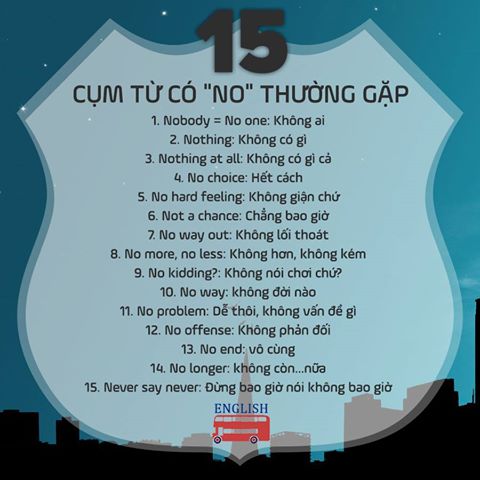 15
CỤM TỪ CÓ "NO" THƯỜNG GẶP
1. Nobody = No one: Không ai
2. Nothing: Không có gì
3. Nothing at all: Không có gì cả
4. No choice: Hết cách
5. No hard feeling: Không giận chứ
6. Not a chance: Chẳng bao giờ
7. No way out: Không lối thoát
8. No more, no less: Không hơn, không kém
9. No kidding?: Không nói chơi chứ?
10. No way: không đời nào
11. No problem: Dễ thôi, không vấn đề gì
12. No offense: Không phản đối
13. No end: vô cùng
14. No longer: không còn...nữa
15. Never say never: Đừng bao giờ nói không bao giờ
ENGLISH